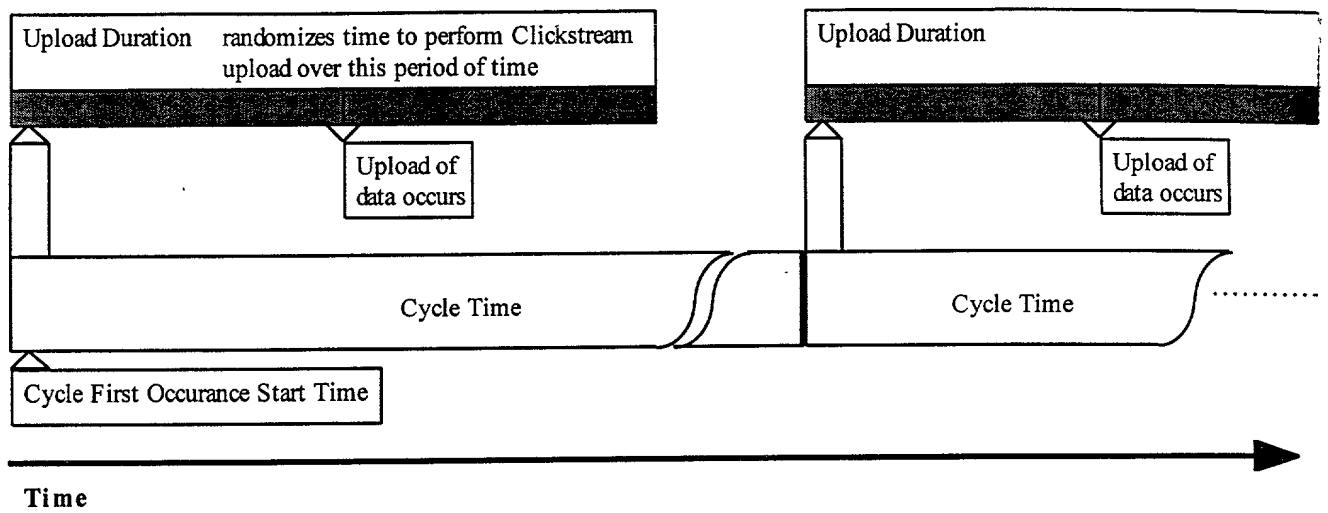 Upload Duration randomizes time to perform Clickstream
upload over this period of time
Upload Duration
Upload of
data occurs
Upload of
data occurs
Cycle Time
Cycle Time
Cycle First Occurance Start Time
Time